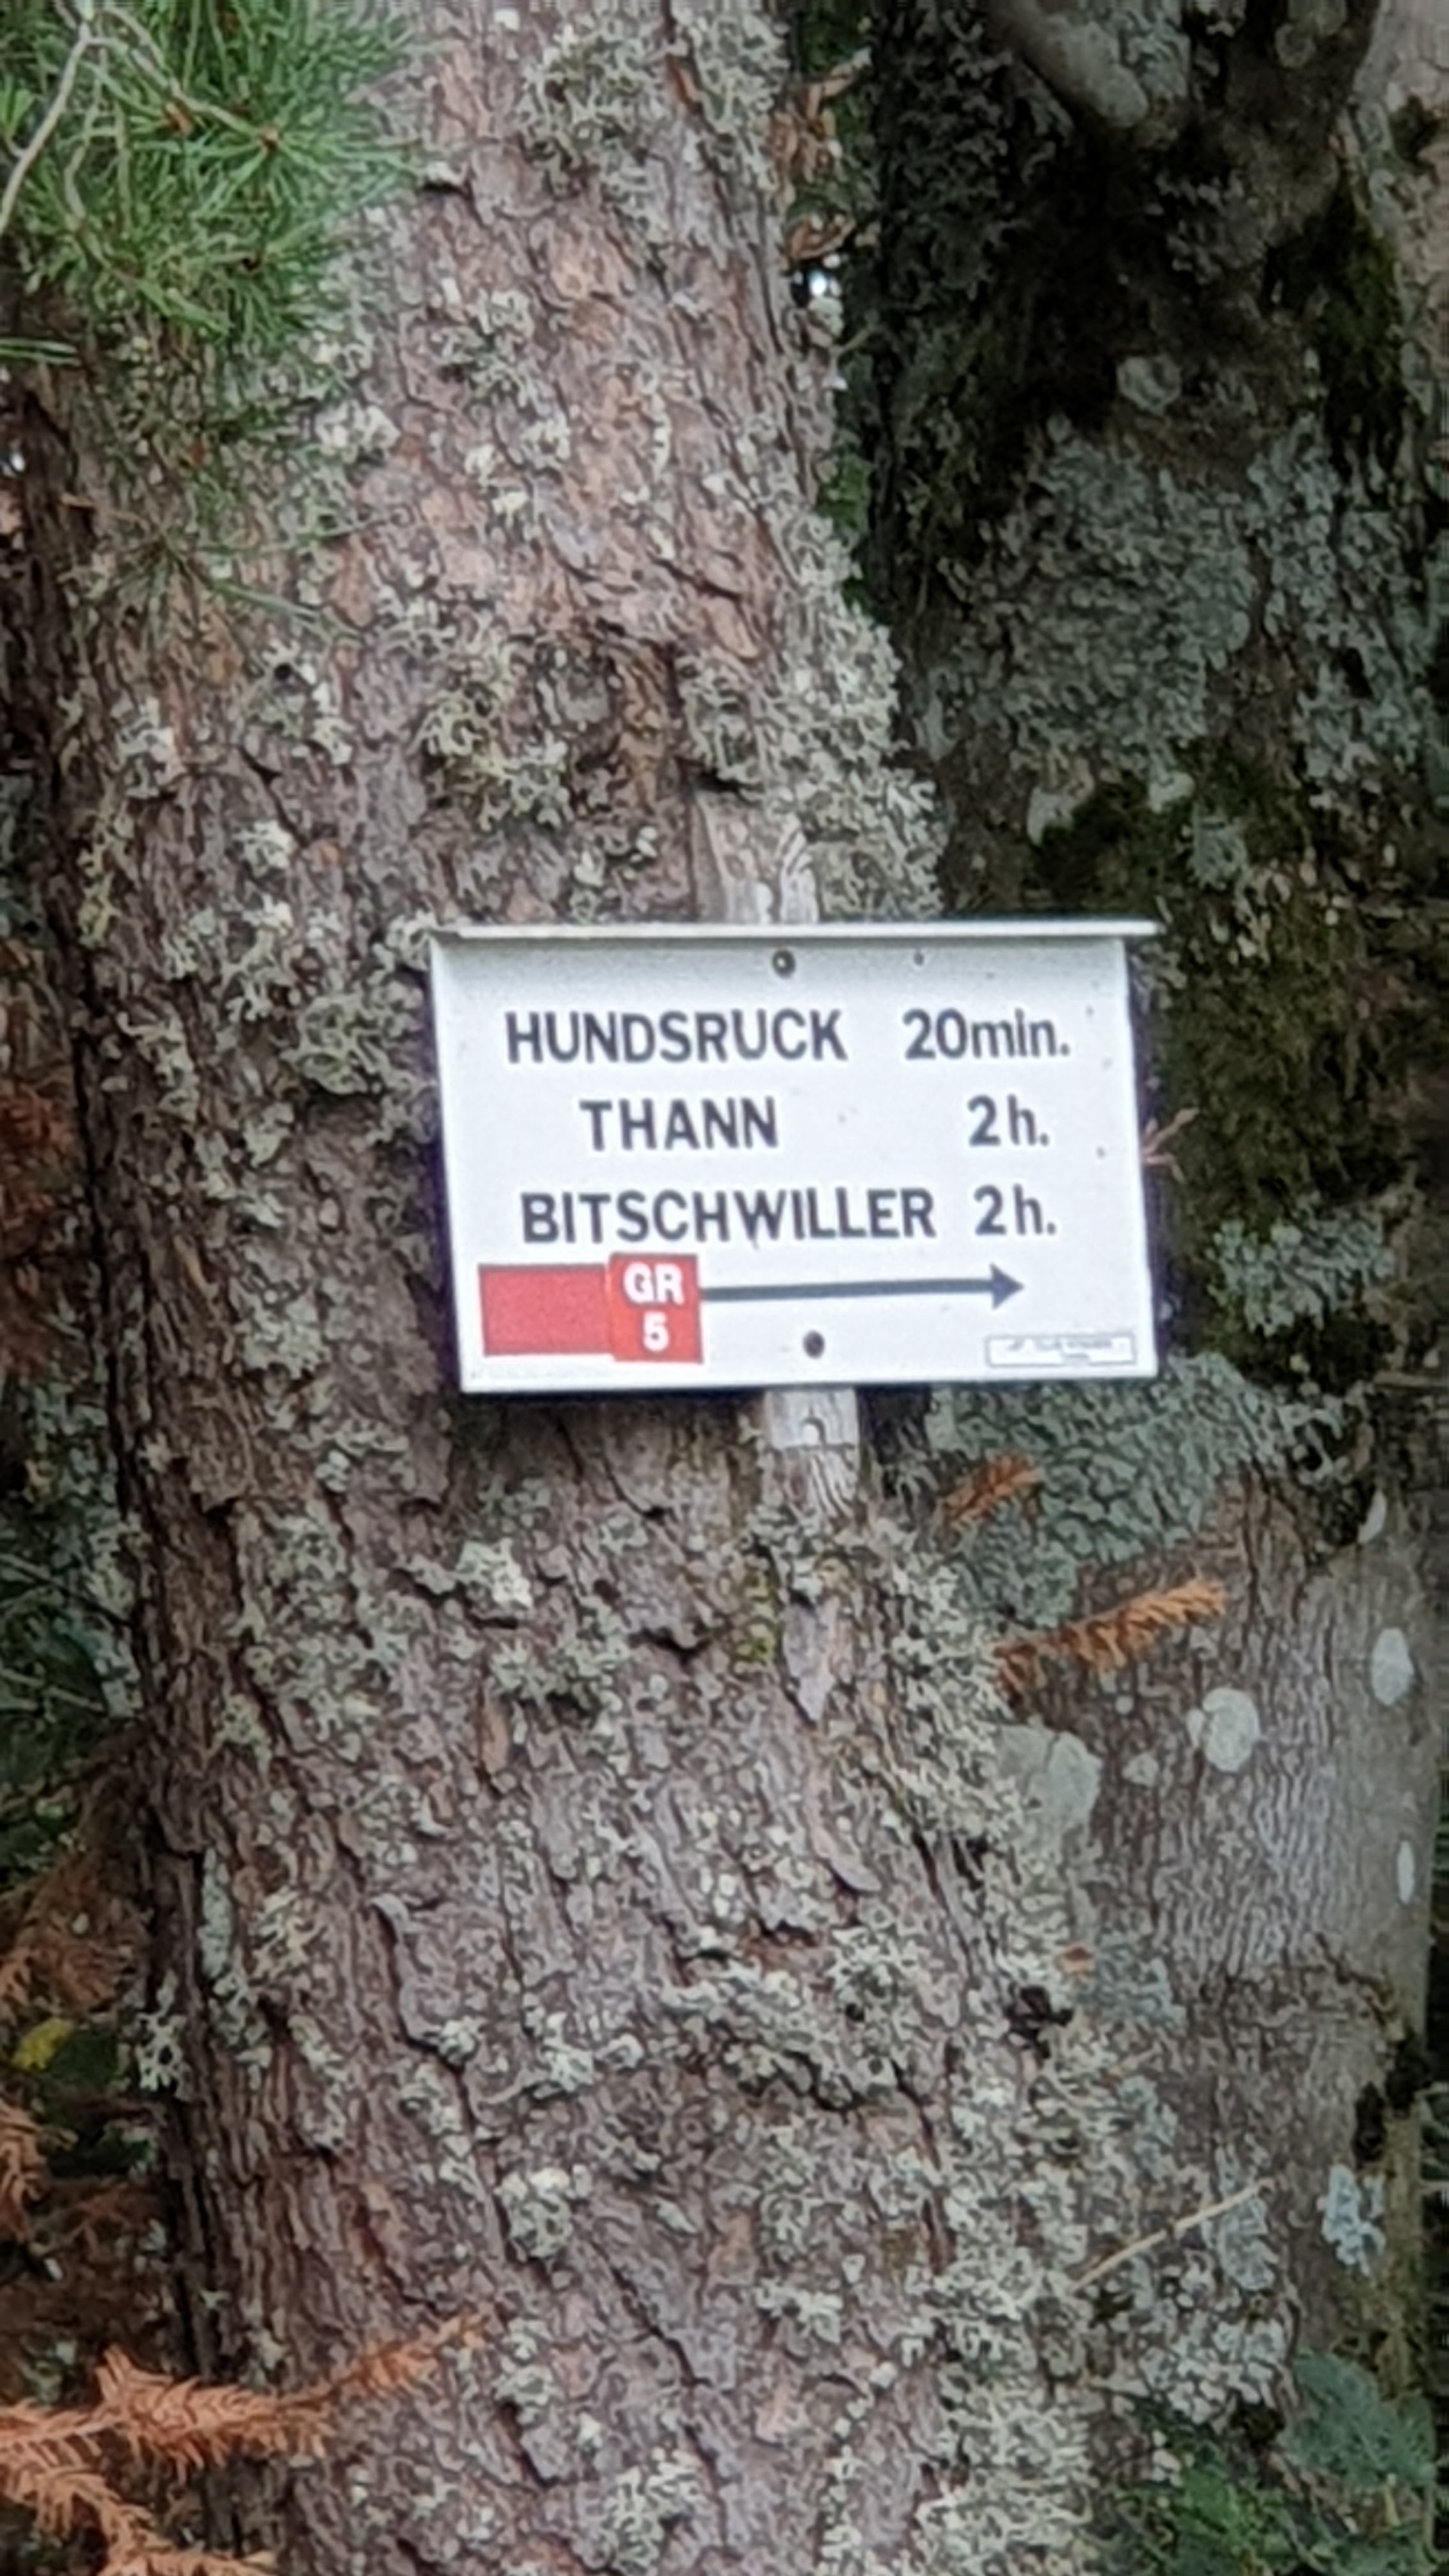 HUNDSRUCK 20min.
THANN 2h.
BITSCHWILLER 2h.
GR
5